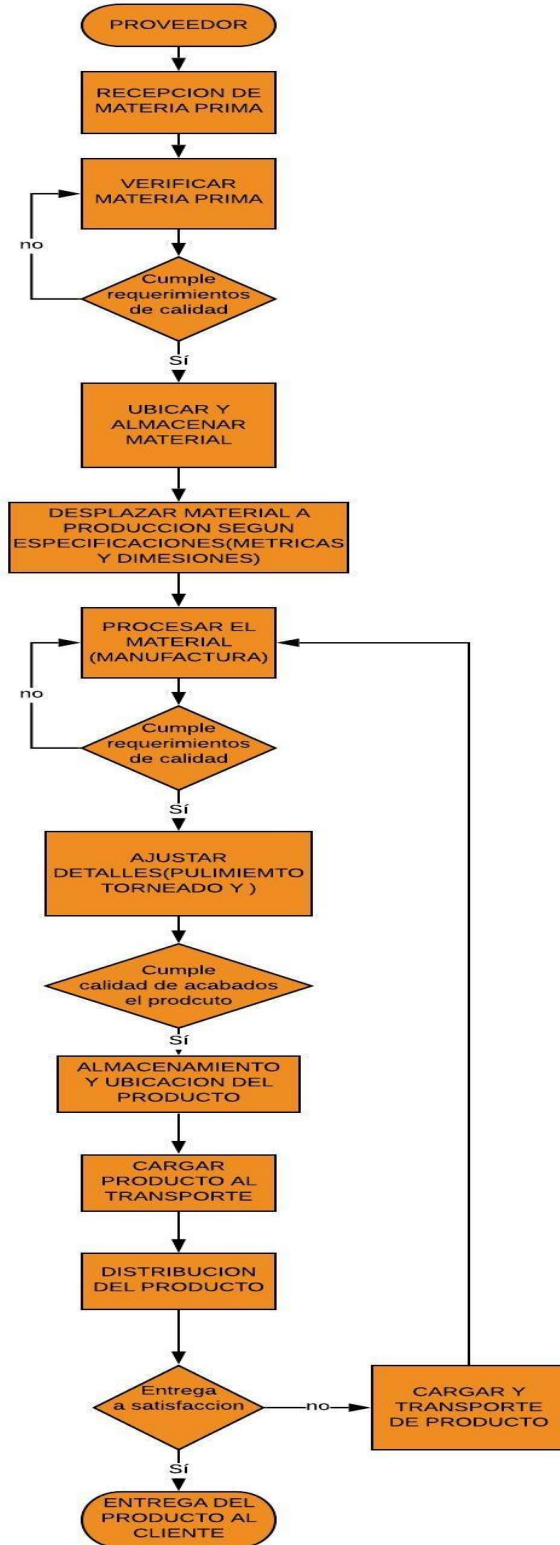 PROVEEDOR
RECEPCION DE
MATERIA PRIMA
VERIFICAR
MATERIA PRIMA
no
Cumple
requerimientos
de calidad
Sí
UBICAR Y
ALMACENAR
MATERIAL
DESPLAZAR MATERIAL A
PRODUCCION SEGUN
ESPECIFICACIONES(METRICAS
Y DIMESIONES)
PROCESAR EL
MATERIAL
(MANUFACTURA)
no
Cumple
requerimientos
de calidad
Sí
AJUSTAR
DETALLES(PULIMIEMTO
TORNEADO Y )
Cumple
calidad de acabados
el prodcuto
Sí
ALMACENAMIENTO
Y UBICACION DEL
PRODUCTO
CARGAR
PRODUCTO AL
TRANSPORTE
DISTRIBUCION
DEL PRODUCTO
Entrega
a satisfaccion
no
CARGAR Y
TRANSPORTE
DE PRODUCTO
Sí
ENTREGA DEL
PRODUCTO AL
CLIENTE